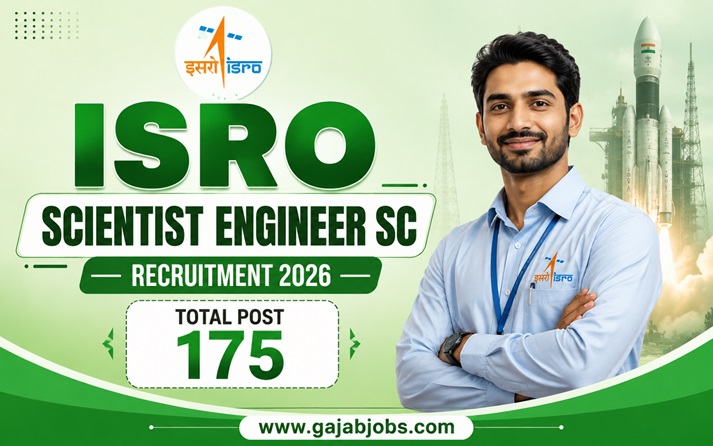 इसरो isro
ISRO
SCIENTIST ENGINEER SC
RECRUITMENT 2026
TOTAL POST
175
इसरो isro
www.gajabjobs.com